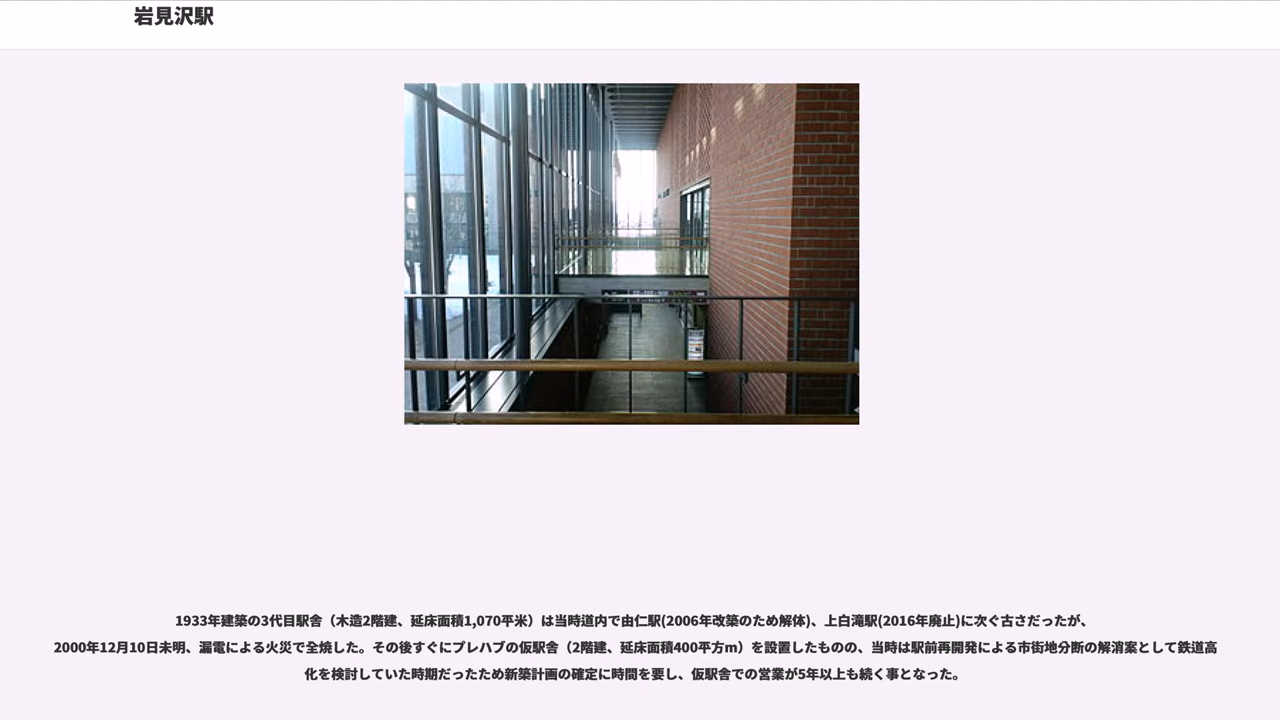 岩見沢駅
1933年建築の3代目駅舎（木造2階建、延床面積1,070平米）は当時道内で由仁駅(2006年改築のため解体)、上白滝駅(2016年廃止)に次ぐ古さだったが、
2000年12月10日未明、漏電による火災で全焼した。その後すぐにプレハブの仮駅舎（2階建、延床面積400平方m）を設置したものの、当時は駅前再開発による市街地分断の解消案として鉄道高
化を検討していた時期だったため新築計画の確定に時間を要し、仮駅舎での営業が5年以上も続く事となった。